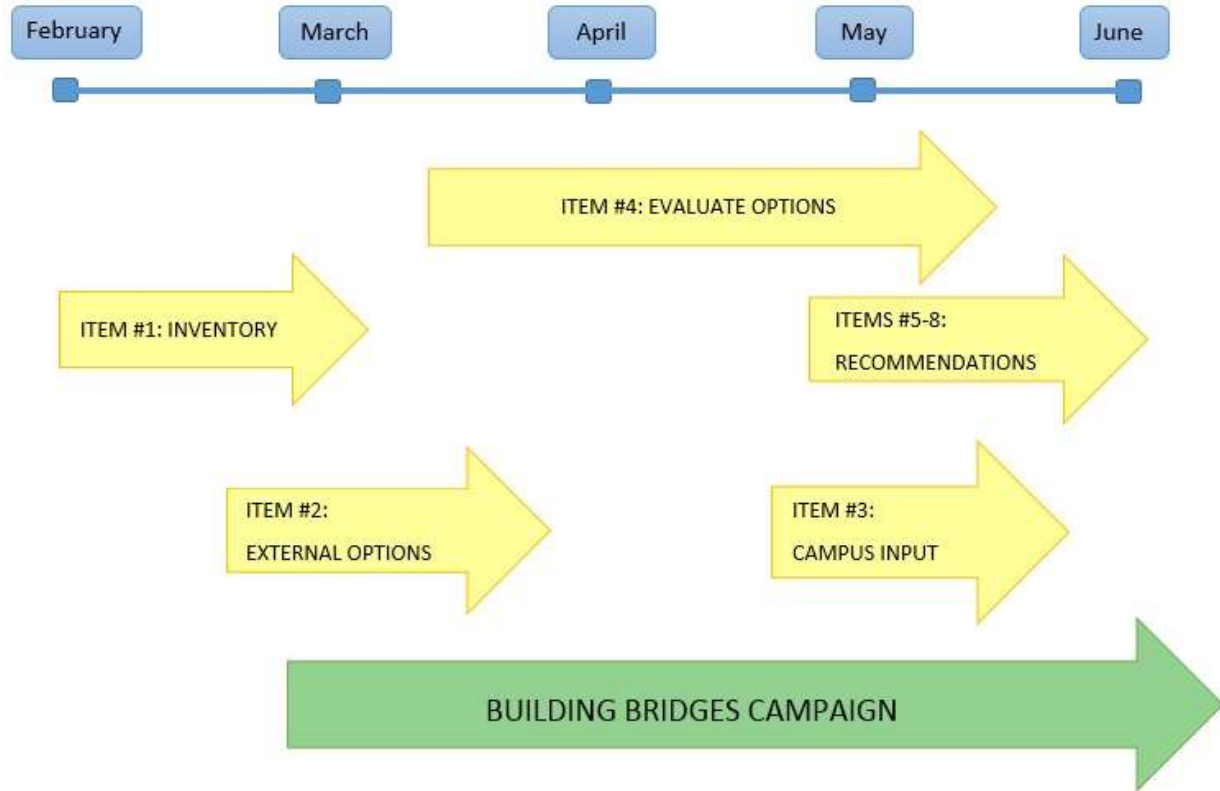 February
March
April
May
June
ITEM #4: EVALUATE OPTIONS
ITEM #1: INVENTORY
ITEMS #5-8:
RECOMMENDATIONS
ITEM #2:
EXTERNAL OPTIONS
ITEM #3:
CAMPUS INPUT
BUILDING BRIDGES CAMPAIGN